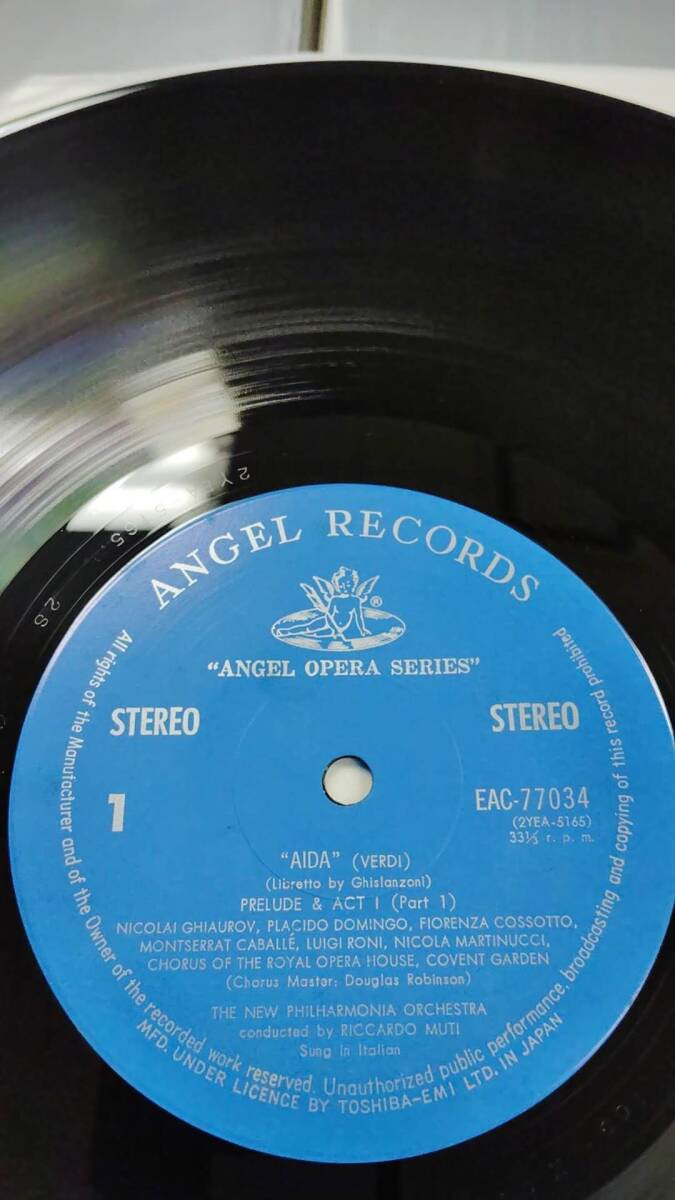 ANGEL RECORDS
®
"ANGEL OPERA SERIES"
STEREO
STEREO
1
EAC-77034
(2YEA-5165)
33⅓ r. p. m.
"AIDA" (VERDI)
(Libretto by Ghislanzoni)
PRELUDE & ACT I (Part 1)
NICOLAI GHIAUROV, PLACIDO DOMINGO, FIORENZA COSSOTTO,
MONTSERRAT CABALLÉ, LUIGI RONI, NICOLA MARTINUCCI,
CHORUS OF THE ROYAL OPERA HOUSE, COVENT GARDEN
(Chorus Master: Douglas Robinson)
THE NEW PHILHARMONIA ORCHESTRA
conducted by RICCARDO MUTI
Sung in Italian
All rights of the Manufacturer and of the Owner of the recorded work reserved. Unauthorized public performance, broadcasting and copying of this record prohibited
MFD. UNDER LICENCE BY TOSHIBA-EMI LTD. IN JAPAN
2S